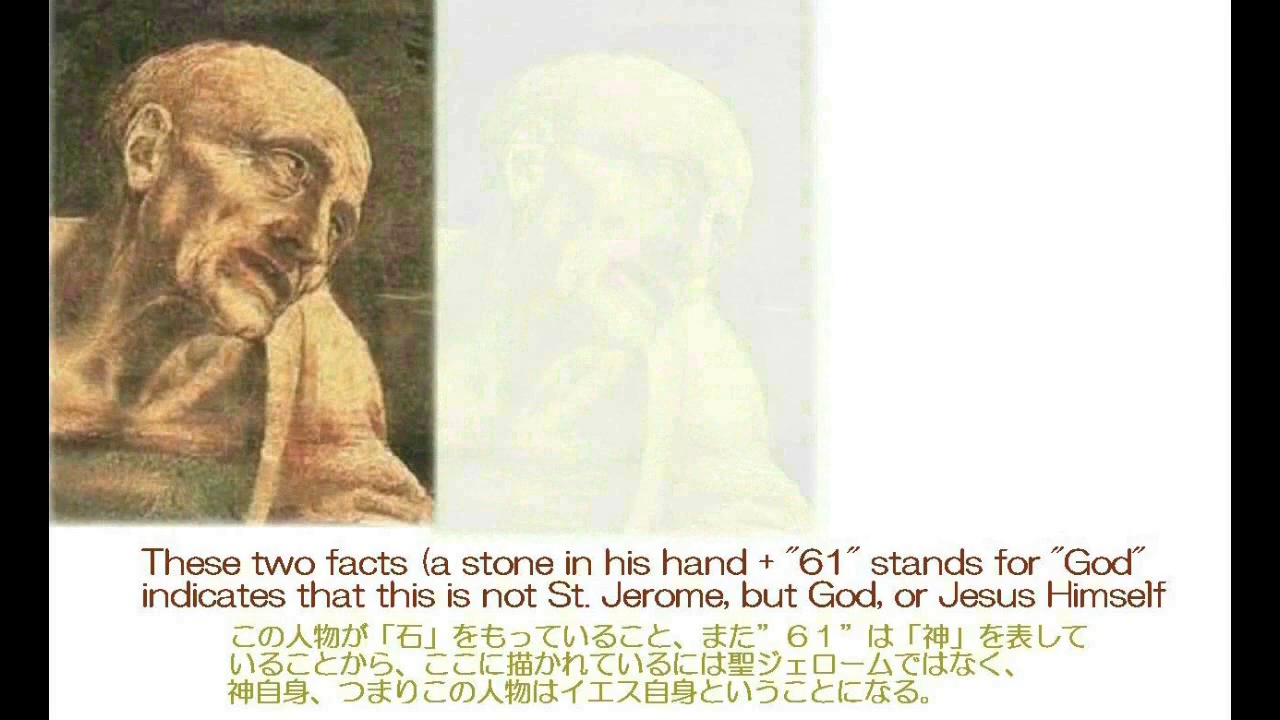 These two facts (a stone in his hand + "61" stands for "God"
indicates that this is not St. Jerome, but God, or Jesus Himself
この人物が「石」をもっていること、また”６１”は「神」を表して
いることから、ここに描かれているには聖ジェロームではなく、
神自身、つまりこの人物はイエス自身ということになる。